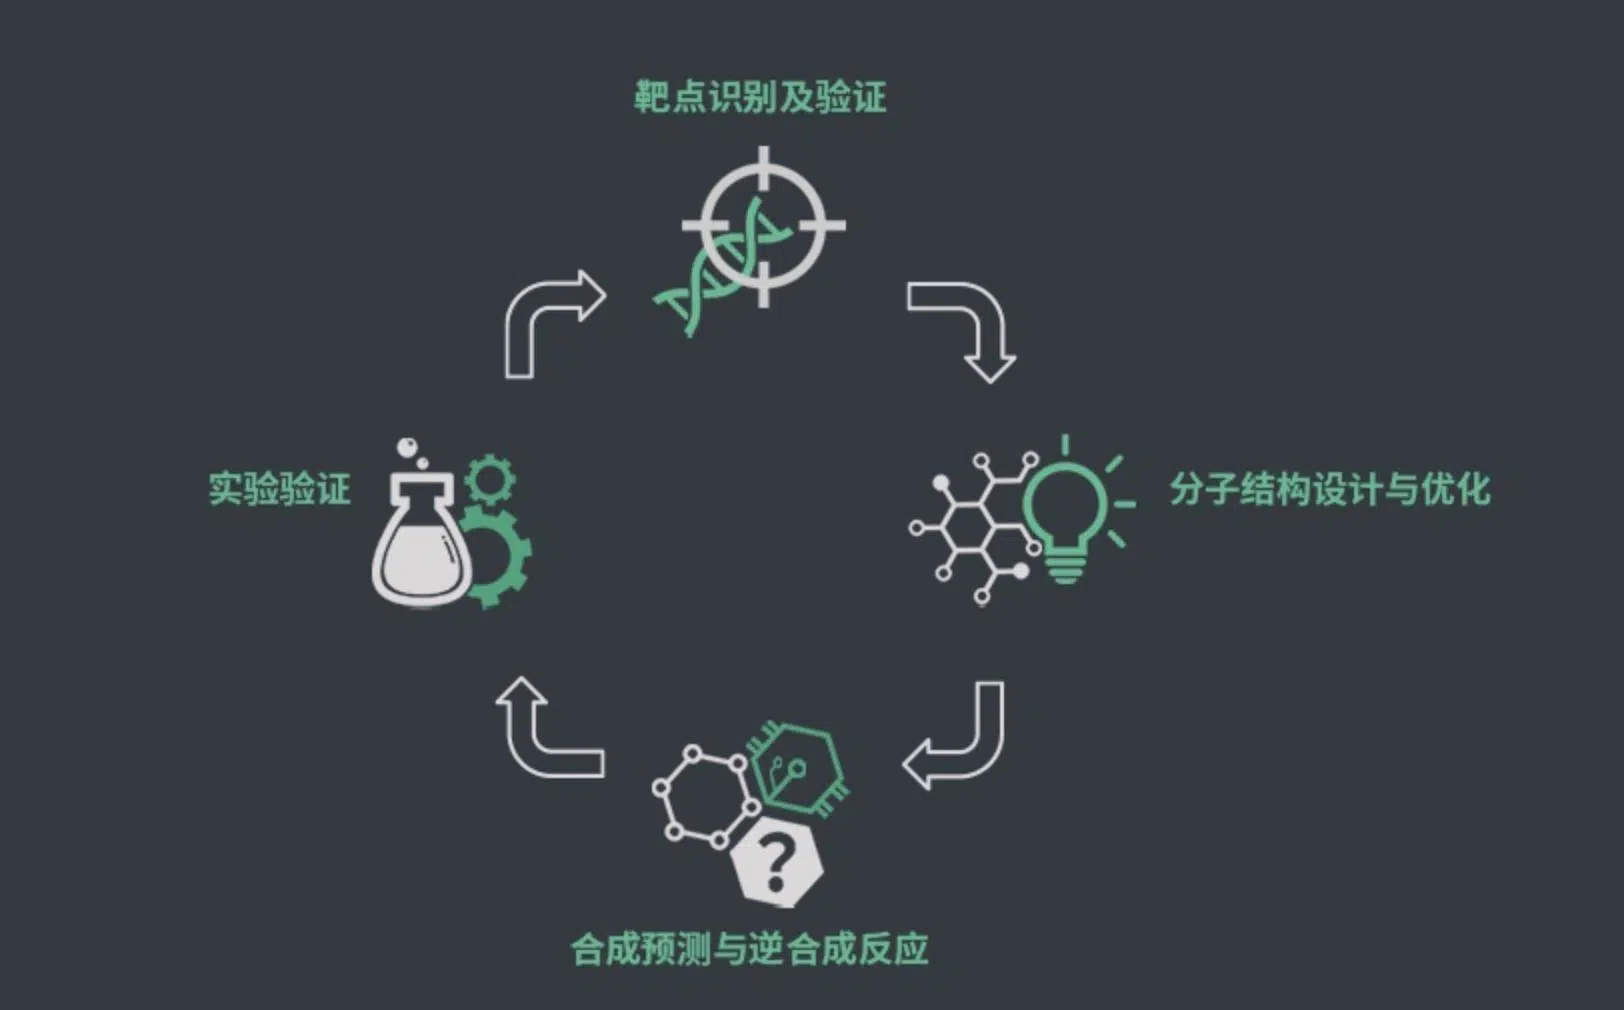 靶点识别及验证
实验验证
分子结构设计与优化
?
合成预测与逆合成反应